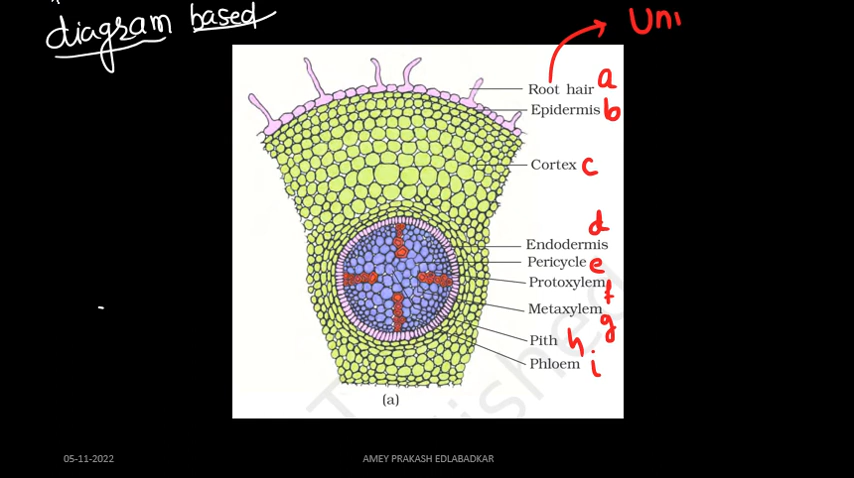 diagram based
Uni
Root hair a
Epidermis b
Cortex c
d
Endodermis
Pericycle e
Protoxylem f
Metaxylem
g
Pith h
Phloem i
(a)
05-11-2022
AMEY PRAKASH EDLABADKAR